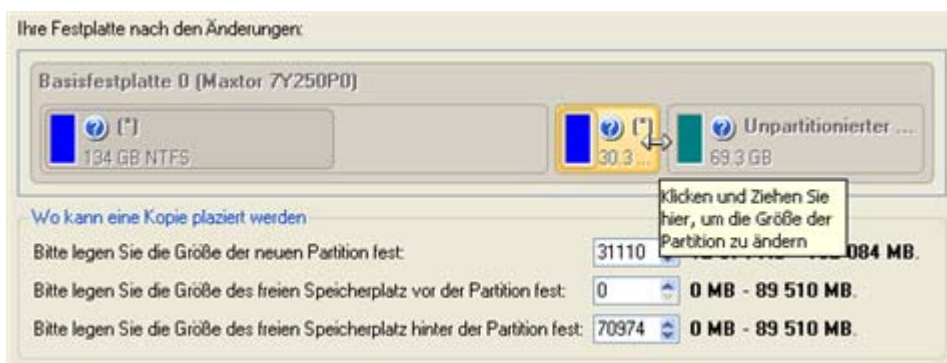 Ihre Festplatte nach den Änderungen:
Basisfestplatte 0 (Maxtor 7Y250P0)
(*)
134 GB NTFS
(*)
30.3 ...
Unpartitionierter ...
69.3 GB
Klicken und Ziehen Sie
hier, um die Größe der
Partition zu ändern
Wo kann eine Kopie plaziert werden
Bitte legen Sie die Größe der neuen Partition fest: 31110 084 MB.
Bitte legen Sie die Größe des freien Speicherplatz vor der Partition fest: 0 0 MB - 89 510 MB.
Bitte legen Sie die Größe des freien Speicherplatz hinter der Partition fest: 70974 0 MB - 89 510 MB.